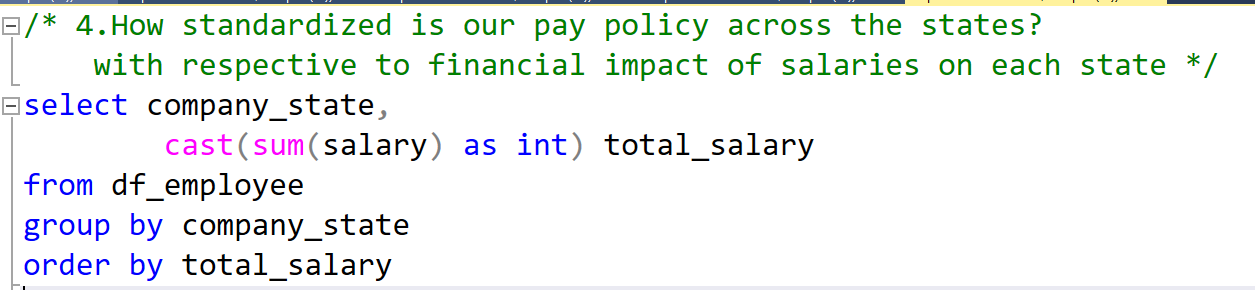 /* 4.How standardized is our pay policy across the states?
with respective to financial impact of salaries on each state */
select company_state,
cast(sum(salary) as int) total_salary
from df_employee
group by company_state
order by total_salary